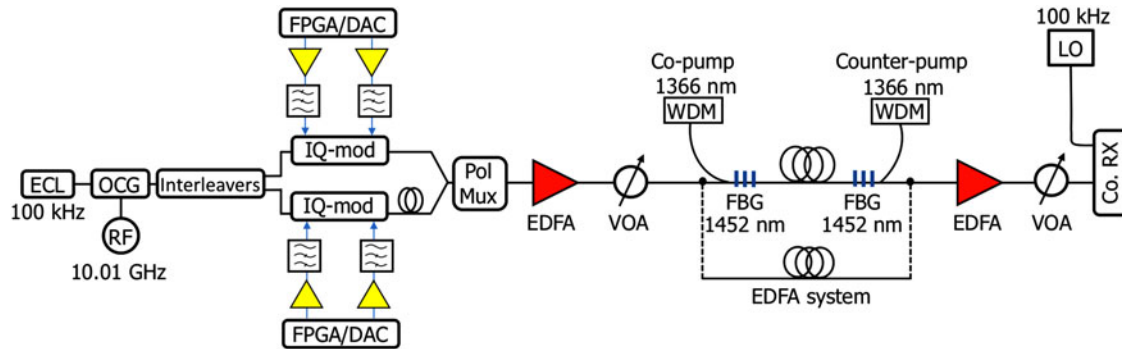 FPGA/DAC
100 kHz
LO
Co-pump
1366 nm
WDM
Counter-pump
1366 nm
WDM
IQ-mod
ECL
100 kHz
OCG
Interleavers
Pol
Mux
IQ-mod
RF
10.01 GHz
EDFA
VOA
FBG
1452 nm
FBG
1452 nm
EDFA
VOA
Co. RX
EDFA system
FPGA/DAC